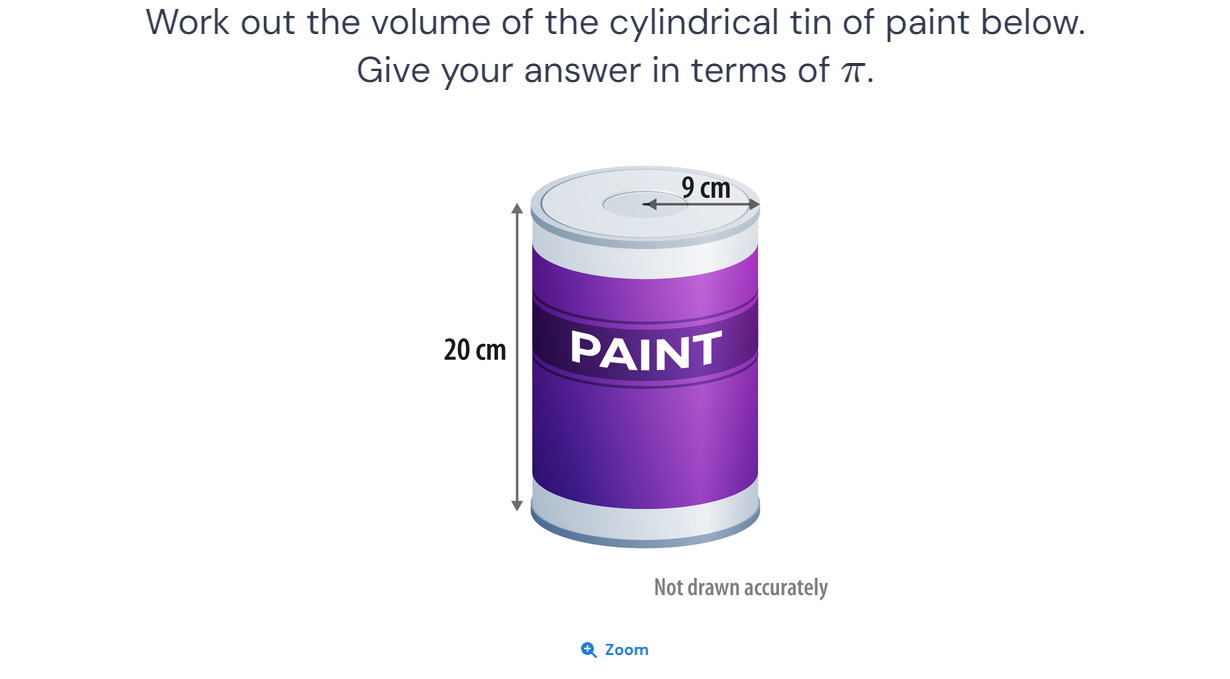 Work out the volume of the cylindrical tin of paint below.
Give your answer in terms of π.
9 cm
20 cm
PAINT
Not drawn accurately
Zoom